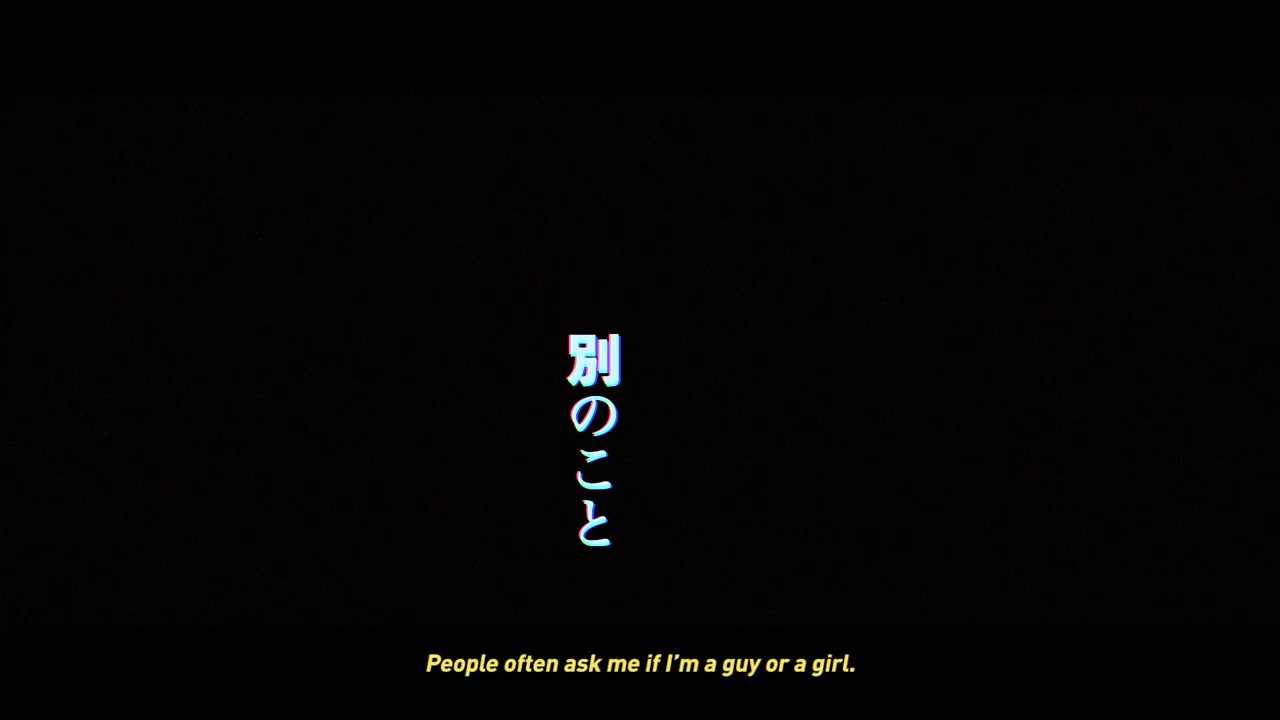 別のこと
People often ask me if I'm a guy or a girl.